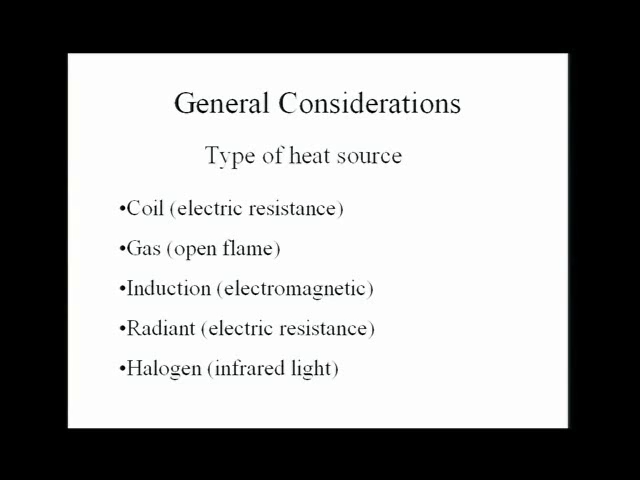 General Considerations
Type of heat source
•Coil (electric resistance)
•Gas (open flame)
•Induction (electromagnetic)
•Radiant (electric resistance)
•Halogen (infrared light)